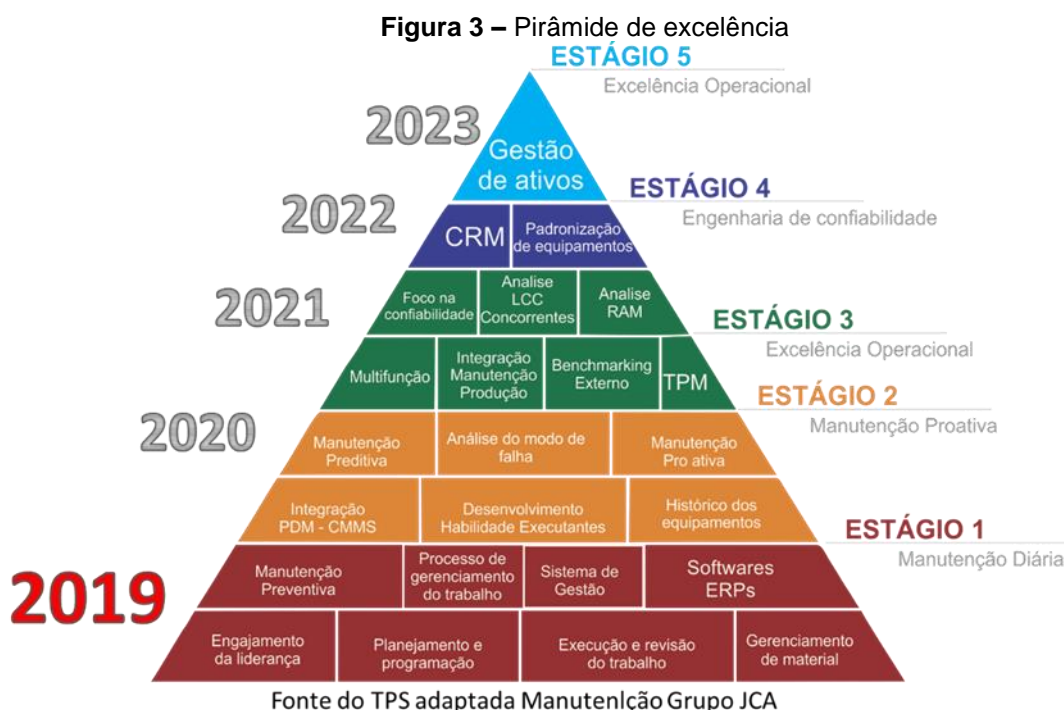 Figura 3 – Pirâmide de excelência
ESTÁGIO 5
Excelência Operacional
2023
Gestão
de ativos
ESTÁGIO 4
Engenharia de confiabilidade
2022
CRM
Padronização
de equipamentos
2021
Foco na
confiabilidade
Analise
LCC
Concorrentes
Analise
RAM
ESTÁGIO 3
Excelência Operacional
Multifunção
Integração
Manutenção
Produção
Benchmarking
Externo
TPM
ESTÁGIO 2
Manutenção Proativa
2020
Manutenção
Preditiva
Análise do modo de
falha
Manutenção
Pro ativa
Integração
PDM - CMMS
Desenvolvimento
Habilidade Executantes
Histórico dos
equipamentos
ESTÁGIO 1
Manutenção Diária
2019
Manutenção
Preventiva
Processo de
gerenciamento
do trabalho
Sistema de
Gestão
Softwares
ERPs
Engajamento
da liderança
Planejamento e
programação
Execução e revisão
do trabalho
Gerenciamento
de material
Fonte do TPS adaptada Manutenlção Grupo JCA